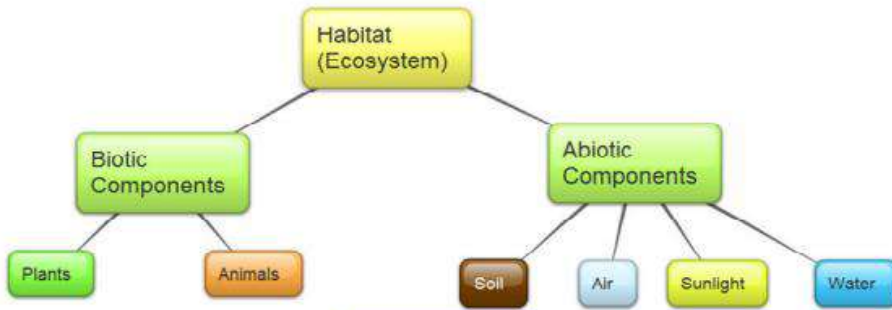 Habitat
(Ecosystem)
Biotic
Components
Abiotic
Components
Plants
Animals
Soil
Air
Sunlight
Water